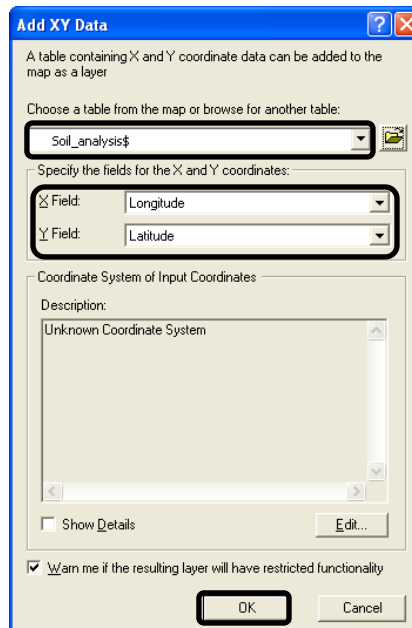 Add XY Data
A table containing X and Y coordinate data can be added to the
map as a layer
Choose a table from the map or browse for another table:
Soil_analysis$
Specify the fields for the X and Y coordinates:
X Field: Longitude
Y Field: Latitude
Coordinate System of Input Coordinates
Description:
Unknown Coordinate System
Show Details Edit...
Warn me if the resulting layer will have restricted functionality
OK Cancel